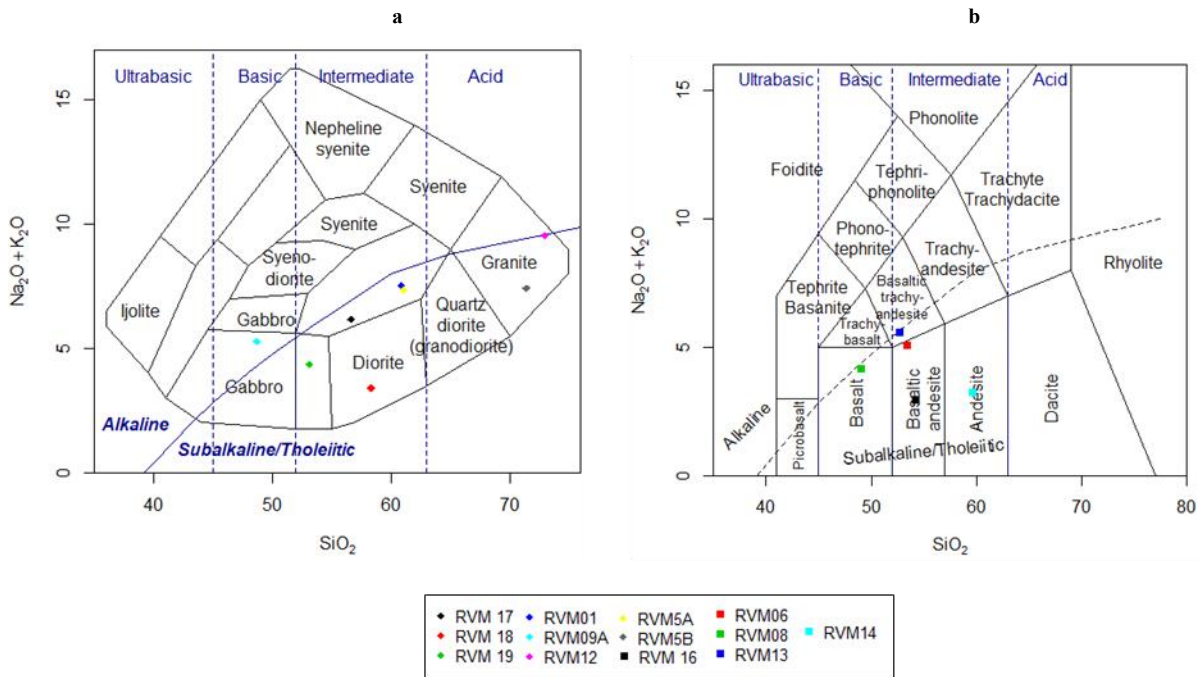 a
b
Ultrabasic Basic Intermediate Acid
Nepheline
syenite
Syenite
Syenite
Syeno-
diorite
Granite
Ijolite
Gabbro
Quartz
diorite
(granodiorite)
Gabbro
Diorite
Alkaline
Subalkaline/Tholeiitic
Na2O + K2O
0 5 10 15
40 50 60 70
SiO2
Ultrabasic Basic Intermediate Acid
Phonolite
Foidite
Tephri-
phonolite
Trachyte
Trachydacite
Phono-
tephrite
Trachy-
andesite
Rhyolite
Tephrite
Basanite
Basaltic
trachy-
andesite
Trachy-
basalt
Alkaline
Picrobasalt
Basalt
Basaltic
andesite
Andesite
Dacite
Subalkaline/Tholeiitic
Na2O + K2O
0 5 10 15
40 50 60 70 80
SiO2
RVM 17 RVM01 RVM5A RVM06 RVM14
RVM 18 RVM09A RVM5B RVM08
RVM 19 RVM12 RVM 16 RVM13